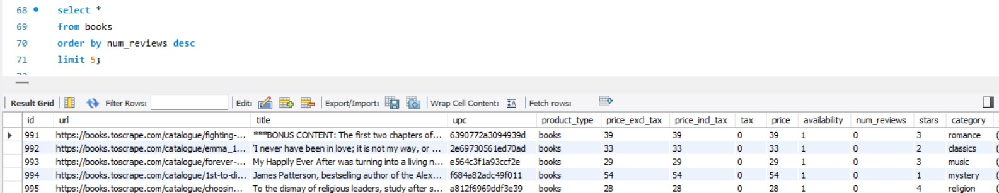 68 select *
69 from books
70 order by num_reviews desc
71 limit 5;
Result Grid Filter Rows: Edit: Export/Import: Wrap Cell Content: Fetch rows:
id url title upc product_type price_excl_tax price_incl_tax tax price availability num_reviews stars category
991 https://books.toscrape.com/catalogue/fighting-... ***BONUS CONTENT: The first two chapters of... 6390772a3094939d books 39 39 0 39 1 0 3 romance
992 https://books.toscrape.com/catalogue/emma_1... 'I never have been in love; it is not my way, or ... 2e69730561ed70ad books 33 33 0 33 1 0 2 classics
993 https://books.toscrape.com/catalogue/forever-... My Happily Ever After was turning into a living n... e564c3f1a93ccf2e books 29 29 0 29 1 0 3 music
994 https://books.toscrape.com/catalogue/1st-to-di... James Patterson, bestselling author of the Alex... f684a82adc49f011 books 54 54 0 54 1 0 1 mystery
995 https://books.toscrape.com/catalogue/choosin... To the dismay of religious leaders, study after s... a812f6969ddf3e39 books 28 28 0 28 1 0 4 religion